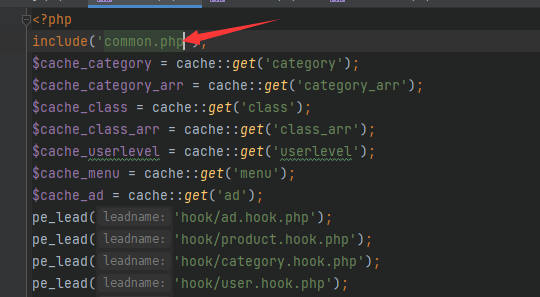 <?php
include('common.php');
$cache_category = cache::get('category');
$cache_category_arr = cache::get('category_arr');
$cache_class = cache::get('class');
$cache_class_arr = cache::get('class_arr');
$cache_userlevel = cache::get('userlevel');
$cache_menu = cache::get('menu');
$cache_ad = cache::get('ad');
pe_lead( leadname: 'hook/ad.hook.php');
pe_lead( leadname: 'hook/product.hook.php');
pe_lead( leadname: 'hook/category.hook.php');
pe_lead( leadname: 'hook/user.hook.php');